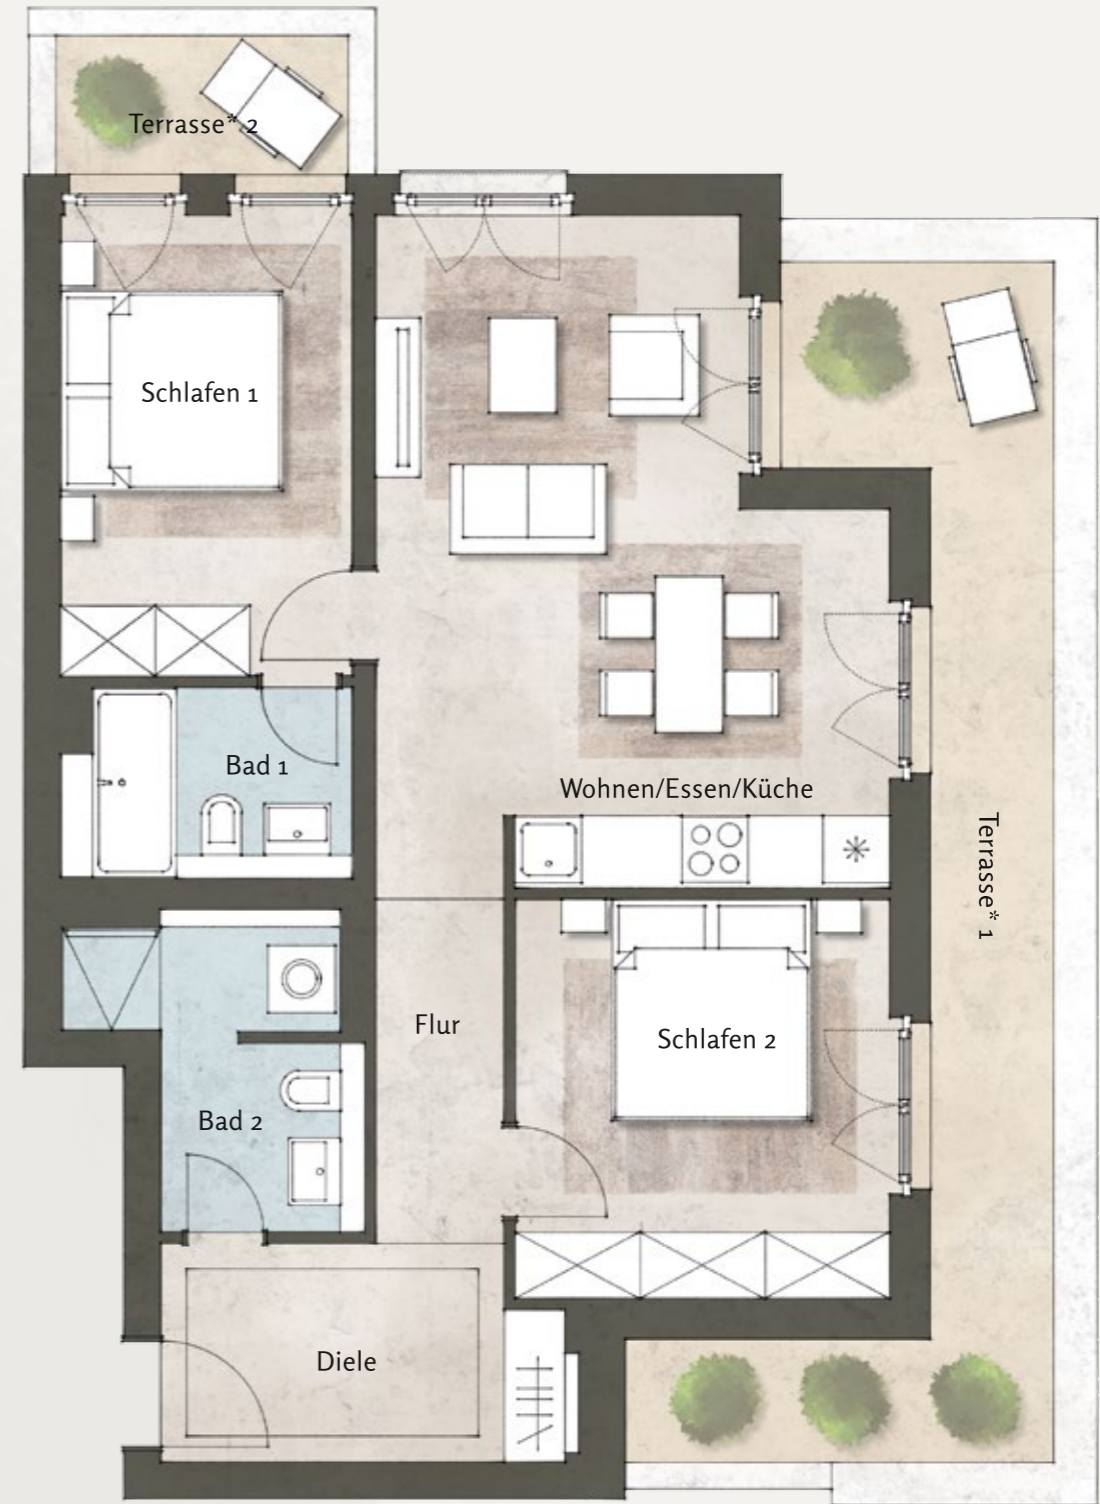 Terrasse* 2
Schlafen 1
Bad 1
Wohnen/Essen/Küche
Terrasse* 1
Flur
Schlafen 2
Bad 2
Diele